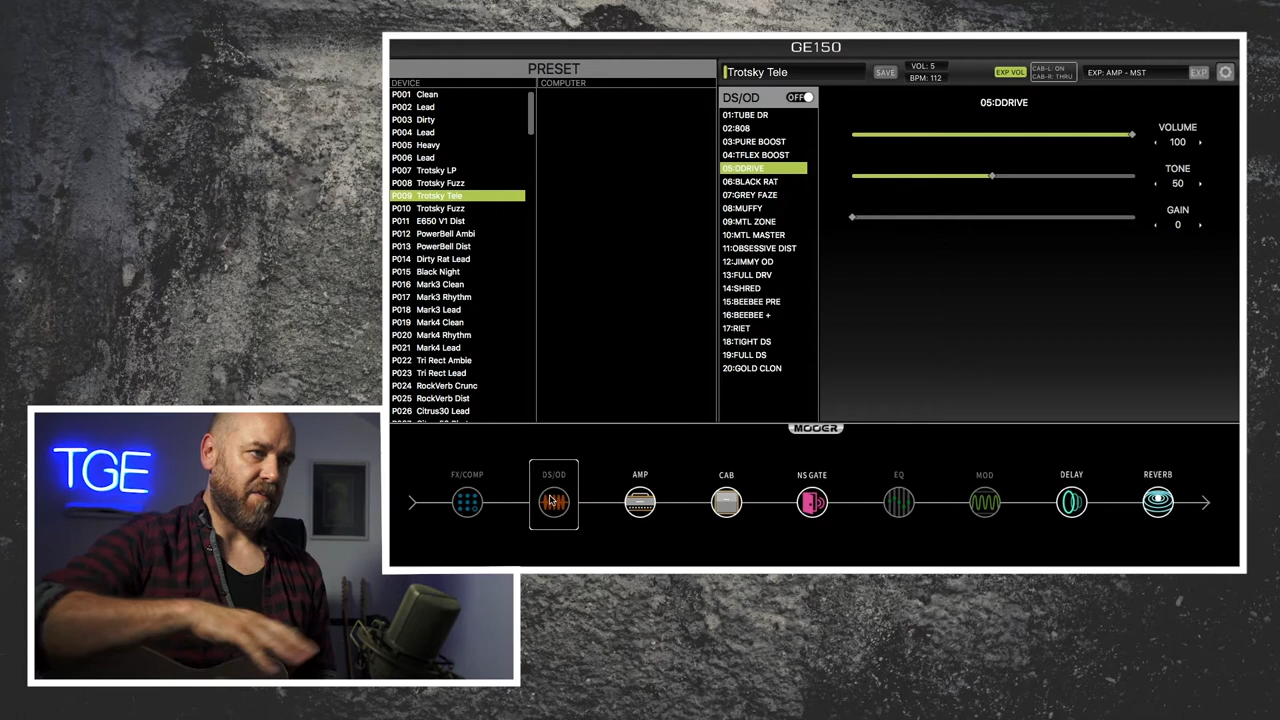 GE150
PRESET
DEVICE
COMPUTER
P001 Clean
P002 Lead
P003 Dirty
P004 Lead
P005 Heavy
P006 Lead
P007 Trotsky LP
P008 Trotsky Fuzz
P009 Trotsky Tele
P010 Trotsky Fuzz
P011 E650 V1 Dist
P012 PowerBell Ambi
P013 PowerBell Dist
P014 Dirty Rat Lead
P015 Black Night
P016 Mark3 Clean
P017 Mark3 Rhythm
P018 Mark3 Lead
P019 Mark4 Clean
P020 Mark4 Rhythm
P021 Mark4 Lead
P022 Tri Rect Ambie
P023 Tri Rect Lead
P024 RockVerb Crunc
P025 RockVerb Dist
P026 Citrus30 Lead
Trotsky Tele
SAVE
VOL: 5
BPM: 112
EXP VOL
CAB-L: ON
CAB-R: THRU
EXP: AMP - MST
EXP
DS/OD
OFF
01:TUBE DR
02:808
03:PURE BOOST
04:TFLEX BOOST
05:DDRIVE
06:BLACK RAT
07:GREY FAZE
08:MUFFY
09:MTL ZONE
10:MTL MASTER
11:OBSESSIVE DIST
12:JIMMY OD
13:FULL DRV
14:SHRED
15:BEEBEE PRE
16:BEEBEE +
17:RIET
18:TIGHT DS
19:FULL DS
20:GOLD CLON
05:DDRIVE
VOLUME
100
TONE
50
GAIN
0
MOOER
FX/COMP
DS/OD
AMP
CAB
NS GATE
EQ
MOD
DELAY
REVERB
TGE